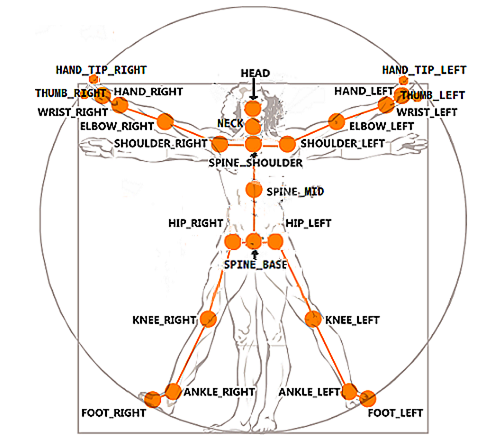 HAND_TIP_RIGHT
HEAD
HAND_TIP_LEFT
THUMB_RIGHT
HAND_RIGHT
HAND_LEFT
THUMB_LEFT
WRIST_RIGHT
WRIST_LEFT
ELBOW_RIGHT
NECK
ELBOW_LEFT
SHOULDER_RIGHT
SHOULDER_LEFT
SPINE_SHOULDER
SPINE_MID
HIP_RIGHT
HIP_LEFT
SPINE_BASE
KNEE_RIGHT
KNEE_LEFT
ANKLE_RIGHT
ANKLE_LEFT
FOOT_RIGHT
FOOT_LEFT